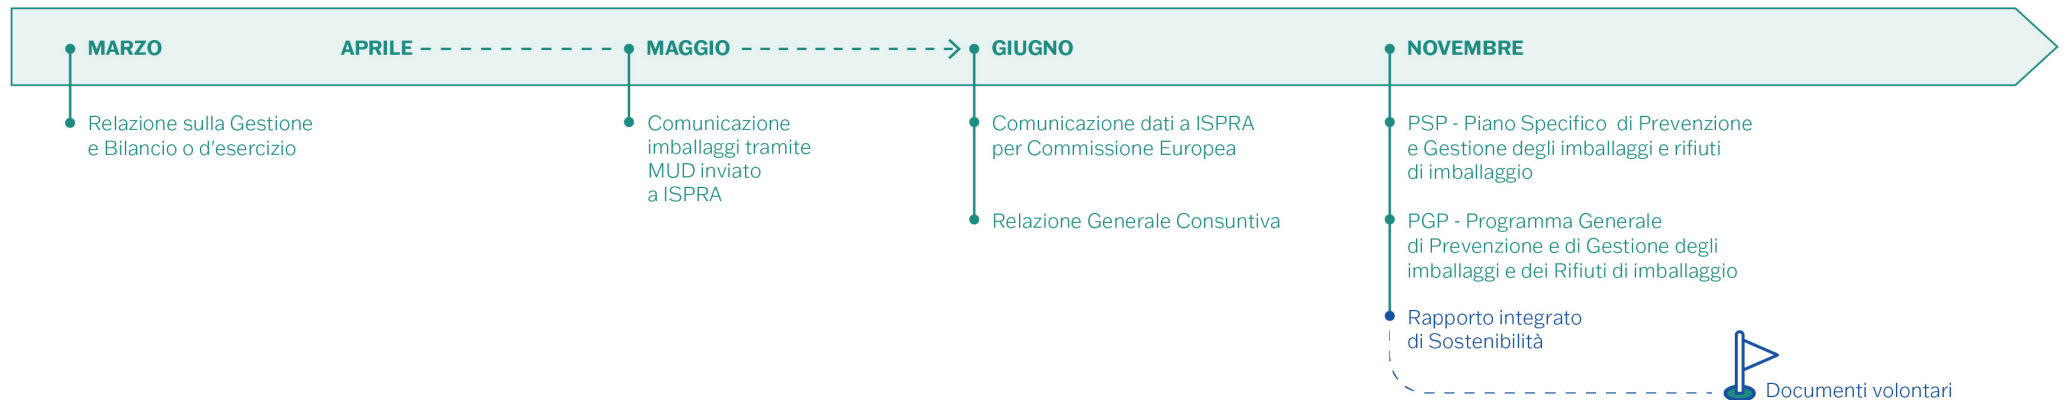 MARZO
APRILE
MAGGIO
GIUGNO
NOVEMBRE
Relazione sulla Gestione
e Bilancio o d'esercizio
Comunicazione
imballaggi tramite
MUD inviato
a ISPRA
Comunicazione dati a ISPRA
per Commissione Europea
Relazione Generale Consuntiva
PSP - Piano Specifico di Prevenzione
e Gestione degli imballaggi e rifiuti
di imballaggio
PGP - Programma Generale
di Prevenzione e di Gestione degli
imballaggi e dei Rifiuti di imballaggio
Rapporto integrato
di Sostenibilità
Documenti volontari